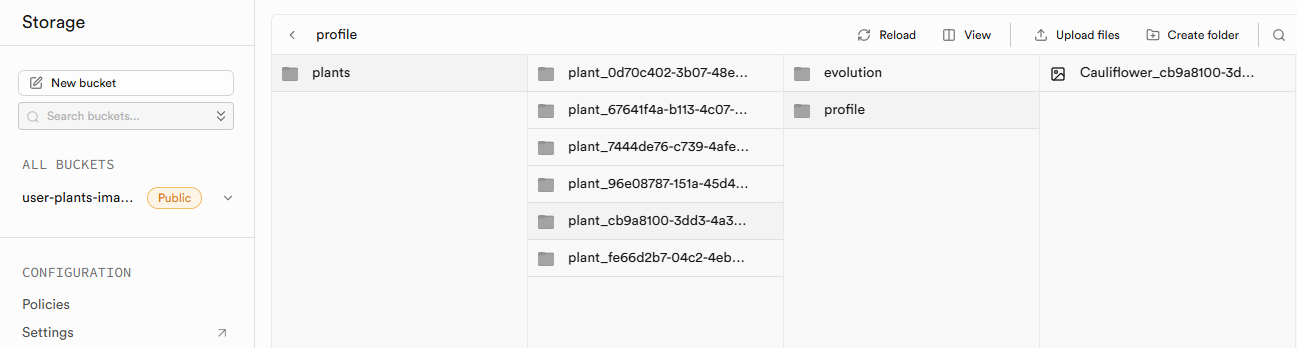 Storage
profile
Reload
View
Upload files
Create folder
New bucket
Search buckets...
ALL BUCKETS
user-plants-ima...
Public
CONFIGURATION
Policies
Settings
plants
plant_0d70c402-3b07-48e...
plant_67641f4a-b113-4c07-...
plant_7444de76-c739-4afe...
plant_96e08787-151a-45d4...
plant_cb9a8100-3dd3-4a3...
plant_fe66d2b7-04c2-4eb...
evolution
profile
Cauliflower_cb9a8100-3d...